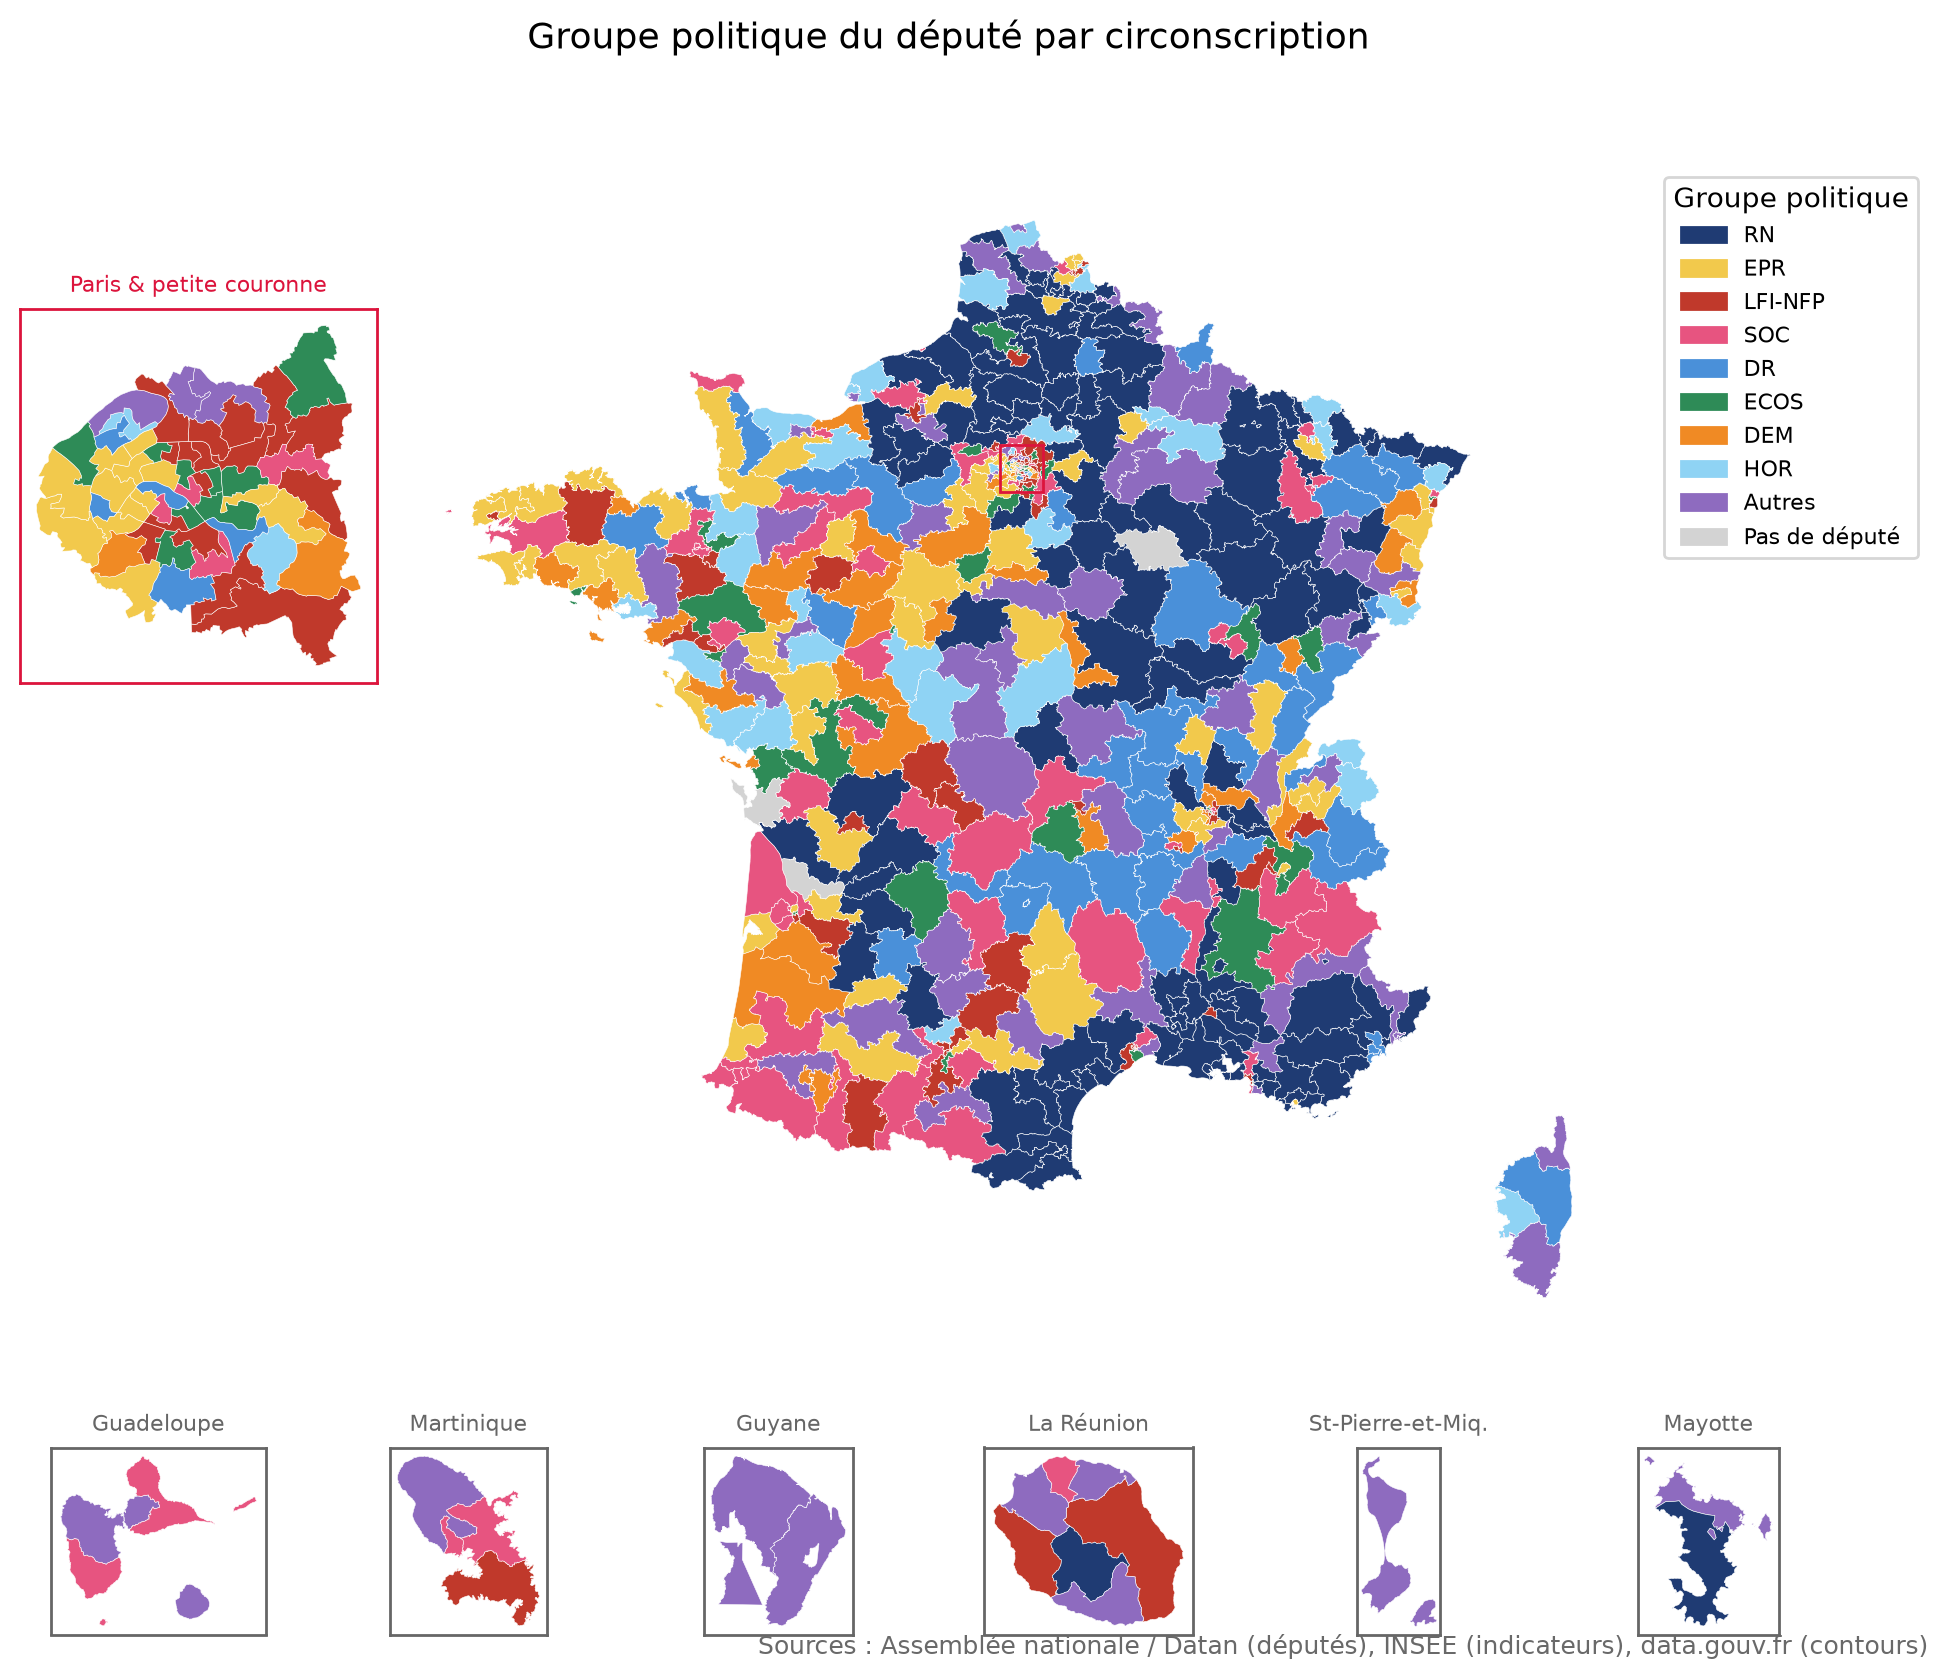 Groupe politique du député par circonscription
Groupe politique
RN
EPR
LFI-NFP
SOC
DR
ECOS
DEM
HOR
Autres
Pas de député
Paris & petite couronne
Guadeloupe
Martinique
Guyane
La Réunion
St-Pierre-et-Miq.
Mayotte
Sources : Assemblée nationale / Datan (députés), INSEE (indicateurs), data.gouv.fr (contours)